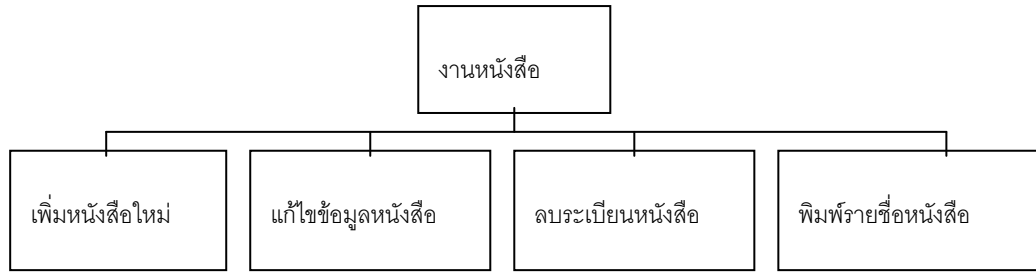 งานหนังสือ
เพิ่มหนังสือใหม่
แก้ไขข้อมูลหนังสือ
ลบระเบียนหนังสือ
พิมพ์รายชื่อหนังสือ